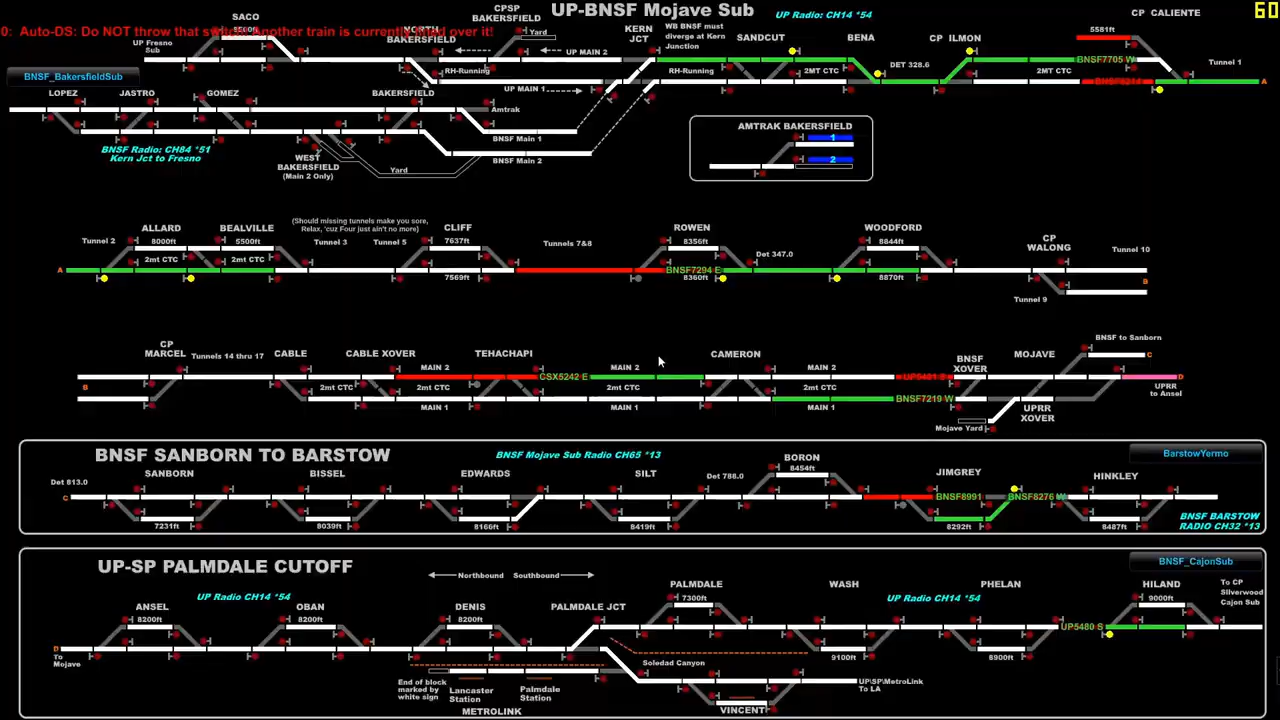 UP-BNSF Mojave Sub
60
SACO
5500ft
0: Auto-DS: Do NOT throw that switch! Another train is currently lined over it!
UP Fresno
Sub
NORTH
BAKERSFIELD
CPSP
BAKERSFIELD
Yard
UP MAIN 2
RH-Running
UP MAIN 1
KERN
JCT
WB BNSF must
diverge at Kern
Junction
UP Radio: CH14 *54
SANDCUT
BENA
CP ILMON
CP CALIENTE
5581ft
DET 328.6
RH-Running
2MT CTC
2MT CTC
BNSF7705 W
Tunnel 1
A
BNSF_BakersfieldSub
LOPEZ
JASTRO
GOMEZ
BAKERSFIELD
Amtrak
BNSF Main 1
BNSF Main 2
BNSF Radio: CH84 *51
Kern Jct to Fresno
WEST
BAKERSFIELD
(Main 2 Only)
Yard
AMTRAK BAKERSFIELD
1
2
ALLARD
8000ft
2mt CTC
BEALVILLE
5500ft
2mt CTC
Tunnel 2
(Should missing tunnels make you sore,
Relax, 'cuz Four just ain't no more)
Tunnel 3
Tunnel 5
CLIFF
7637ft
7569ft
Tunnels 7&8
ROWEN
8356ft
BNSF7294 E
8360ft
Det 347.0
WOODFORD
8844ft
8870ft
CP
WALONG
Tunnel 10
Tunnel 9
A
B
CP
MARCEL
Tunnels 14 thru 17
CABLE
CABLE XOVER
TEHACHAPI
CAMERON
BNSF
XOVER
MOJAVE
BNSF to Sanborn
C
MAIN 2
CSX5242 E
MAIN 2
MAIN 2
UP5401 S
D
B
2mt CTC
2mt CTC
2mt CTC
2mt CTC
UPRR
to Ansel
MAIN 1
MAIN 1
MAIN 1
BNSF7219 W
UPRR
XOVER
Mojave Yard
BNSF SANBORN TO BARSTOW
BNSF Mojave Sub Radio CH65 *13
BarstowYermo
Det 813.0
SANBORN
BISSEL
EDWARDS
SILT
Det 788.0
BORON
8454ft
JIMGREY
HINKLEY
C
BNSF8991
BNSF8276 W
7231ft
8039ft
8166ft
8419ft
8292ft
8487ft
BNSF BARSTOW
RADIO CH32 *13
UP-SP PALMDALE CUTOFF
Northbound
Southbound
BNSF_CajonSub
UP Radio CH14 *54
UP Radio CH14 *54
ANSEL
8200ft
OBAN
8200ft
DENIS
8200ft
PALMDALE JCT
PALMDALE
7300ft
WASH
PHELAN
HILAND
9000ft
To CP
Silverwood
Cajon Sub
UP5480 S
D
To
Mojave
9100ft
8900ft
Soledad Canyon
End of block
marked by
white sign
Lancaster
Station
Palmdale
Station
METROLINK
VINCENT
UP\SP\MetroLink
To LA